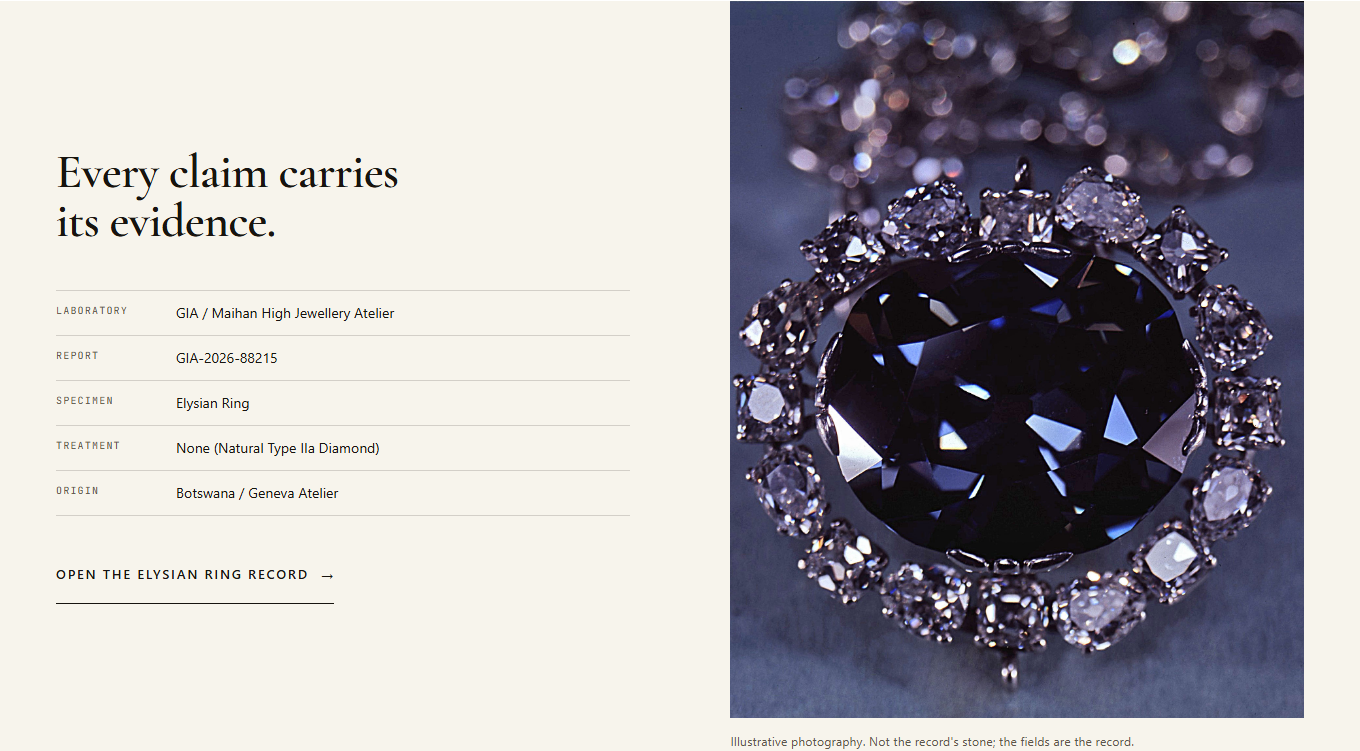 Every claim carries
its evidence.
LABORATORY GIA / Maihan High Jewellery Atelier
REPORT GIA-2026-88215
SPECIMEN Elysian Ring
TREATMENT None (Natural Type IIa Diamond)
ORIGIN Botswana / Geneva Atelier
OPEN THE ELYSIAN RING RECORD →
Illustrative photography. Not the record's stone; the fields are the record.